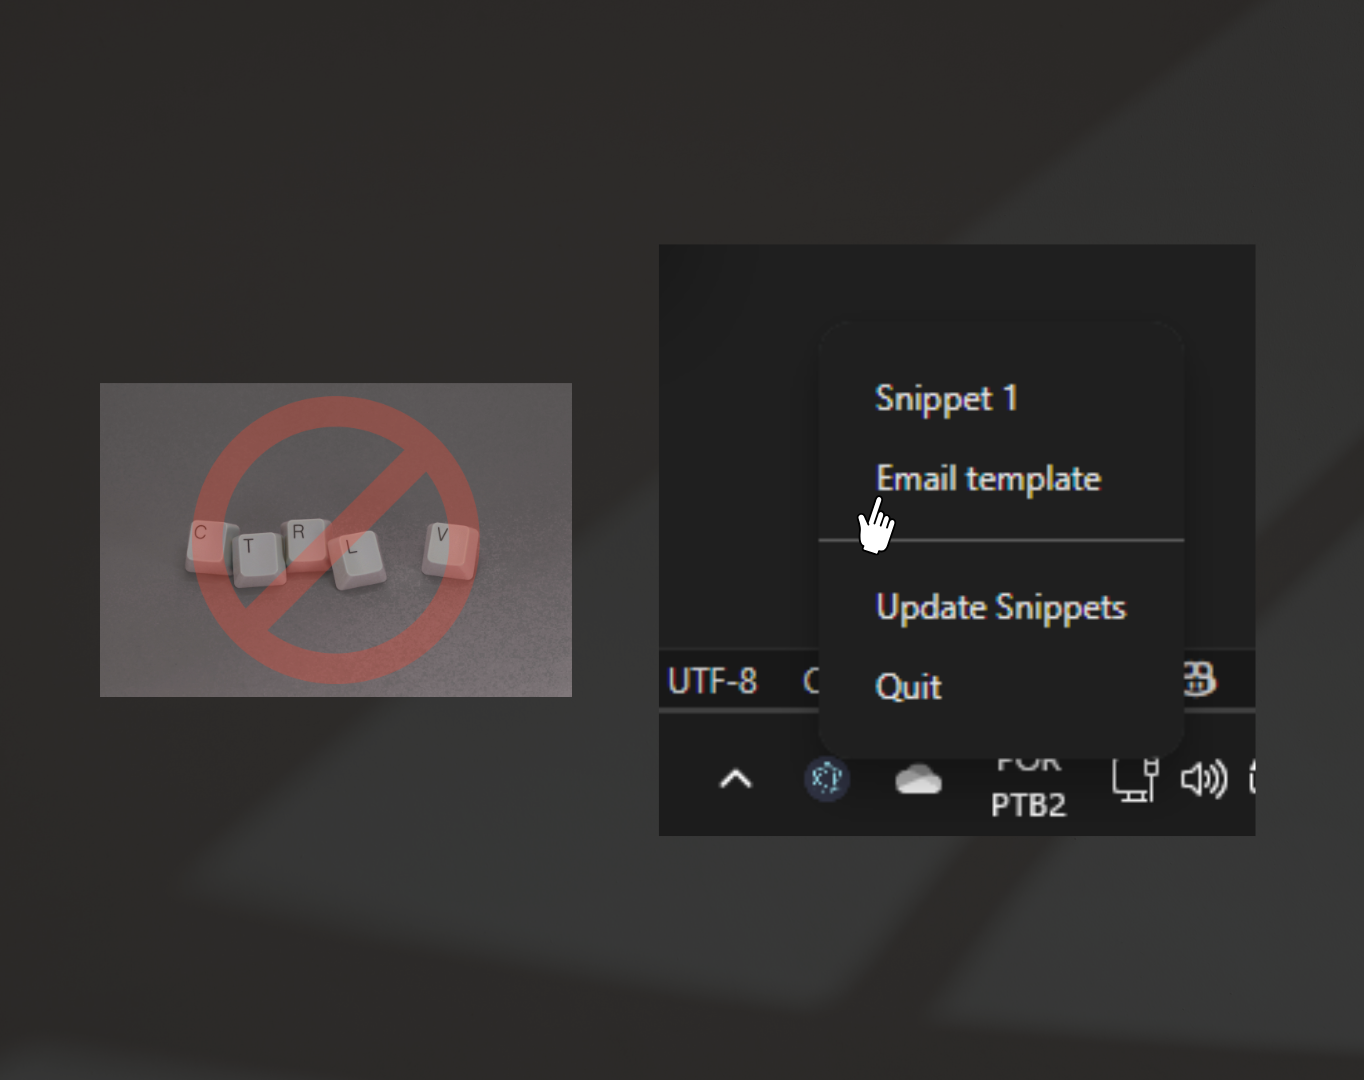 C T R L V
Snippet 1
Email template
Update Snippets
Quit
UTF-8
POR
PTB2